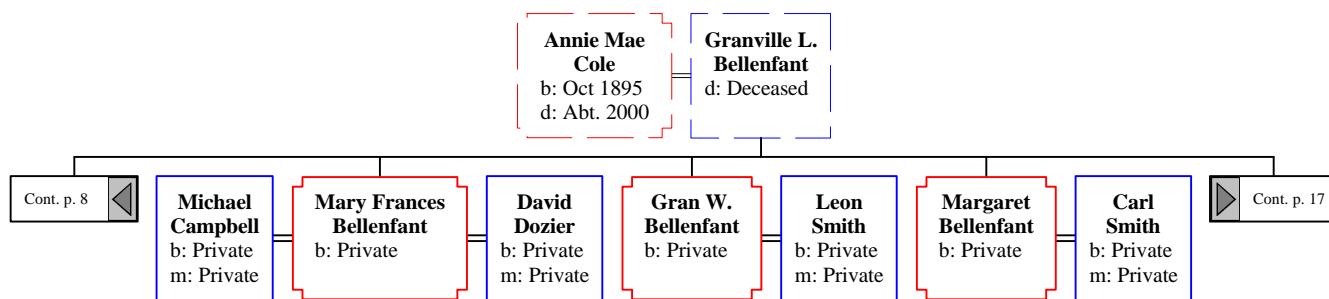 Annie Mae
Cole
b: Oct 1895
d: Abt. 2000
Granville L.
Bellenfant
d: Deceased
Cont. p. 8
Michael
Campbell
b: Private
m: Private
Mary Frances
Bellenfant
b: Private
David
Dozier
b: Private
m: Private
Gran W.
Bellenfant
b: Private
Leon
Smith
b: Private
m: Private
Margaret
Bellenfant
b: Private
Carl
Smith
b: Private
m: Private
Cont. p. 17